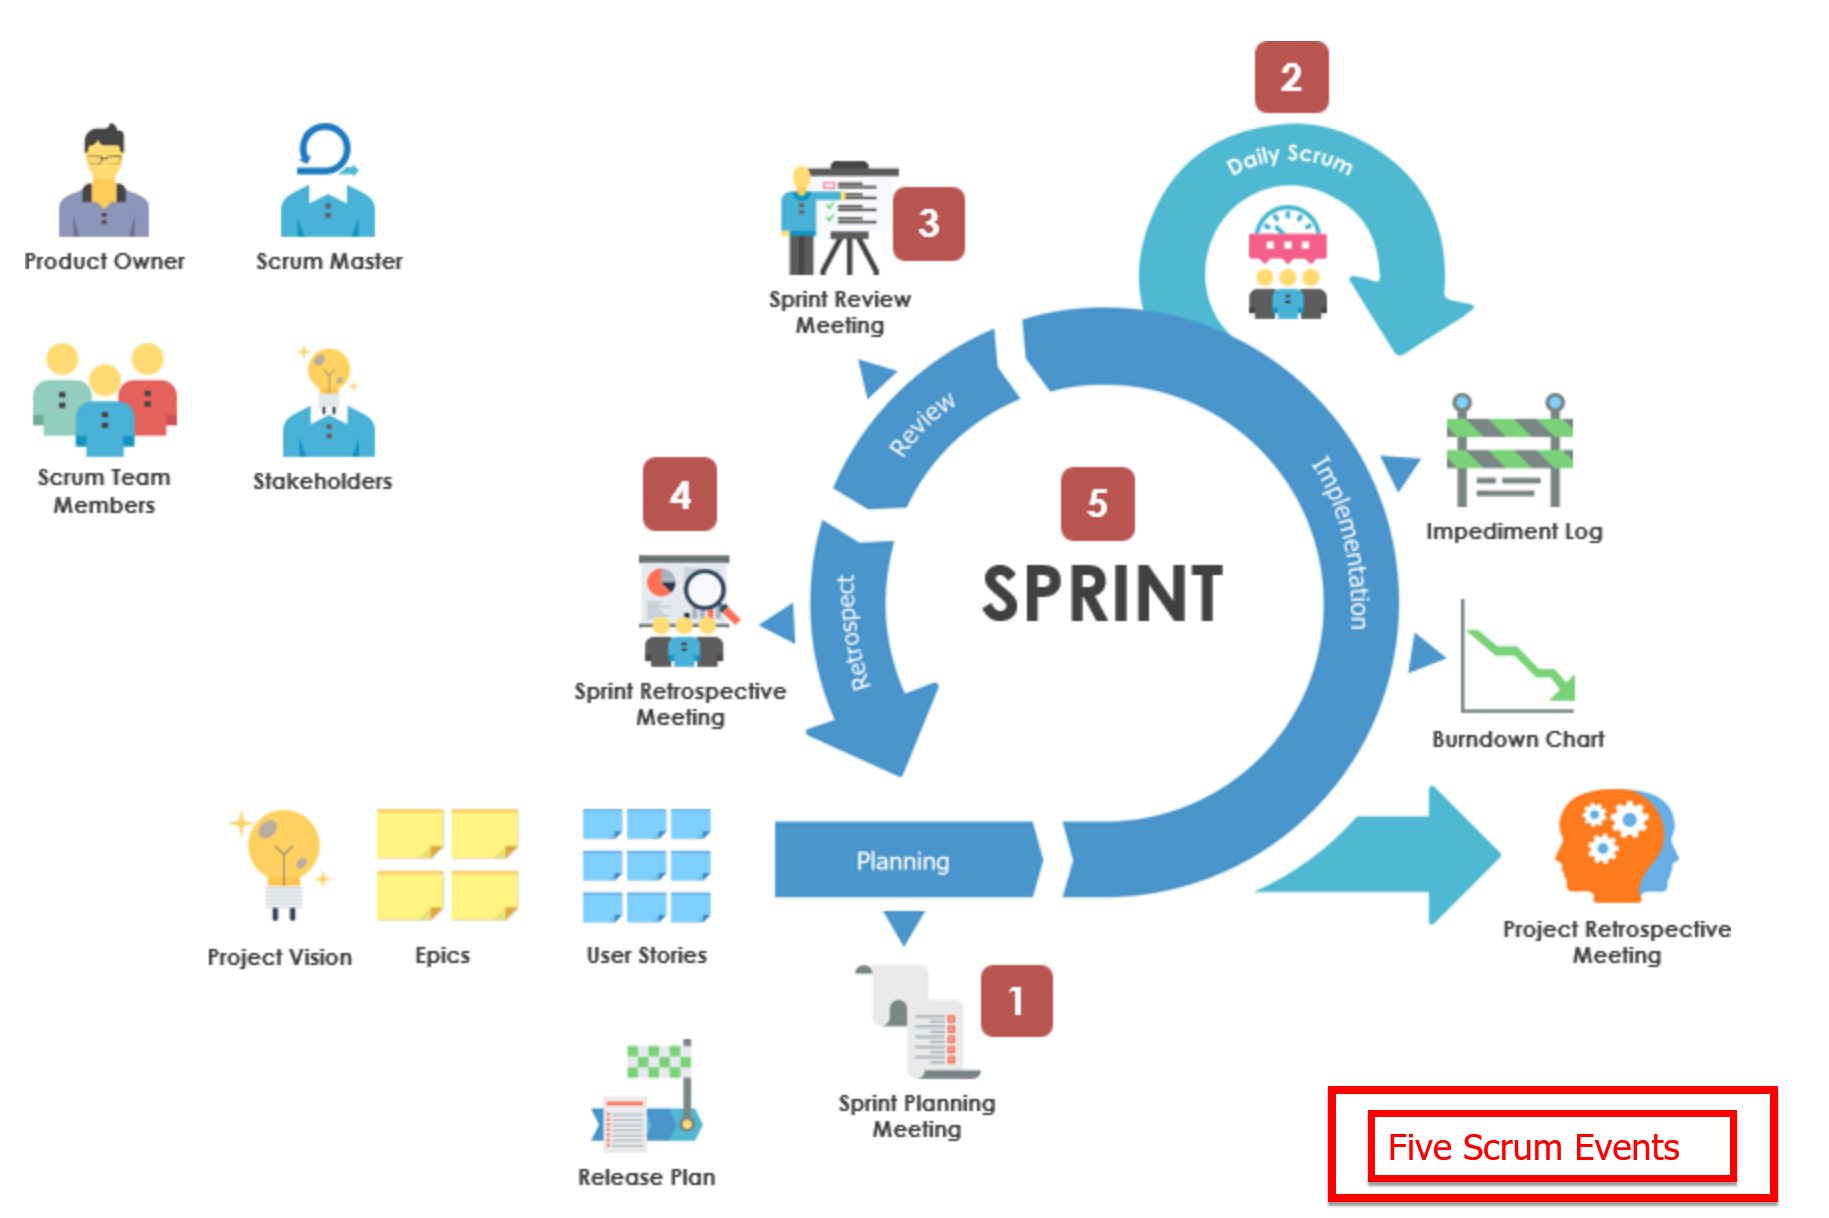 2
Daily Scrum
3
Product Owner
Scrum Master
Sprint Review
Meeting
Review
Scrum Team
Members
Stakeholders
4
5
SPRINT
Implementation
Impediment Log
Retrospect
Sprint Retrospective
Meeting
Burndown Chart
Planning
Project Vision
Epics
User Stories
Project Retrospective
Meeting
1
Sprint Planning
Meeting
Release Plan
Five Scrum Events